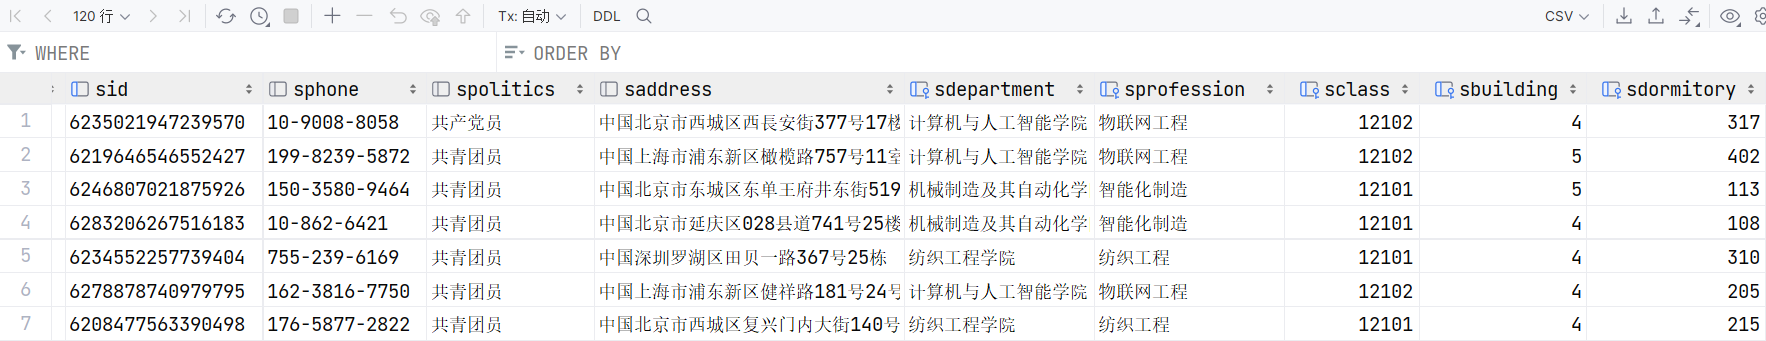 120 行 Tx: 自动 DDL CSV
WHERE ORDER BY
sid sphone spolitics saddress sdepartment sprofession sclass sbuilding sdormitory
1 6235021947239570 10-9008-8058 共产党员 中国北京市西城区西長安街377号17楼 计算机与人工智能学院 物联网工程 12102 4 317
2 6219646546552427 199-8239-5872 共青团员 中国上海市浦东新区橄榄路757号11室 计算机与人工智能学院 物联网工程 12102 5 402
3 6246807021875926 150-3580-9464 共青团员 中国北京市东城区东单王府井东街519 机械制造及其自动化学 智能化制造 12101 5 113
4 6283206267516183 10-862-6421 共青团员 中国北京市延庆区028县道741号25楼 机械制造及其自动化学 智能化制造 12101 4 108
5 6234552257739404 755-239-6169 共青团员 中国深圳罗湖区田贝一路367号25栋 纺织工程学院 纺织工程 12101 4 310
6 6278878740979795 162-3816-7750 共青团员 中国上海市浦东新区健祥路181号24号 计算机与人工智能学院 物联网工程 12102 4 205
7 6208477563390498 176-5877-2822 共青团员 中国北京市西城区复兴门内大街140号 纺织工程学院 纺织工程 12101 4 215